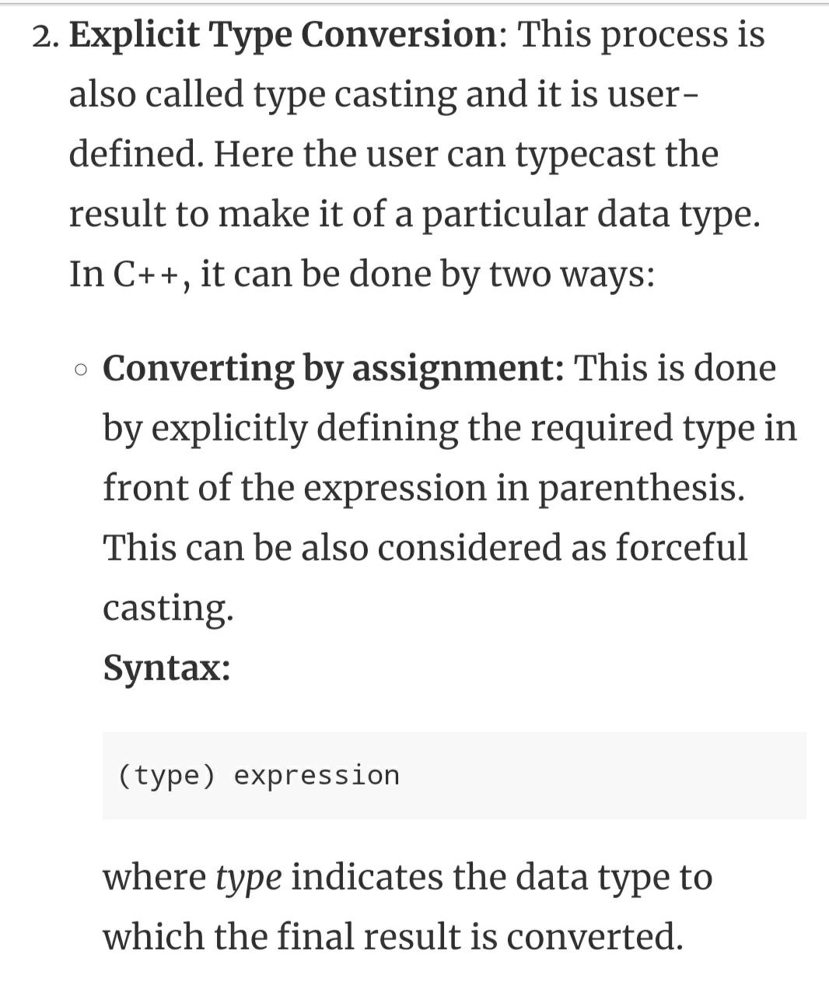 2. Explicit Type Conversion: This process is
also called type casting and it is user-
defined. Here the user can typecast the
result to make it of a particular data type.
In C++, it can be done by two ways:
○ Converting by assignment: This is done
by explicitly defining the required type in
front of the expression in parenthesis.
This can be also considered as forceful
casting.
Syntax:
(type) expression
where type indicates the data type to
which the final result is converted.